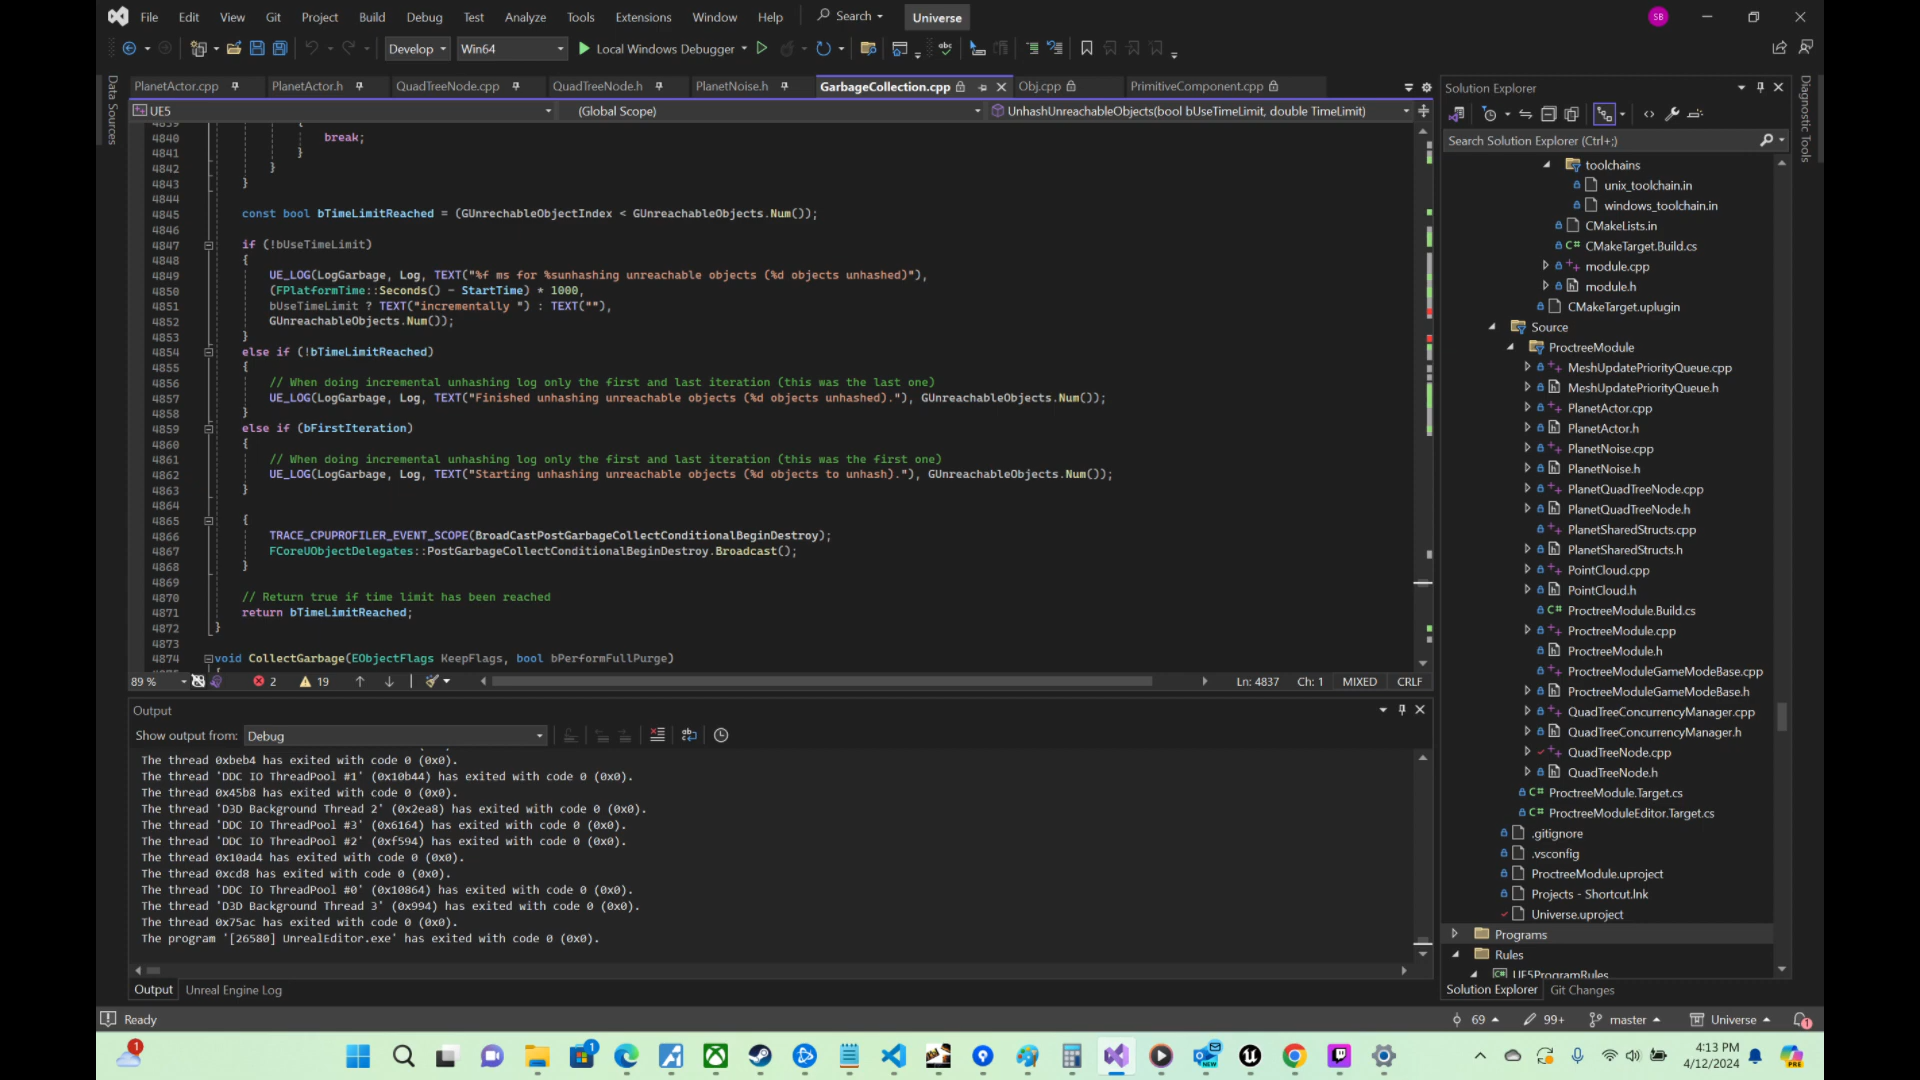 File Edit View Git Project Build Debug Test Analyze Tools Extensions Window Help Search Universe SB
Develop Win64 Local Windows Debugger
PlanetActor.cpp PlanetActor.h QuadTreeNode.cpp QuadTreeNode.h PlanetNoise.h GarbageCollection.cpp Obj.cpp PrimitiveComponent.cpp
UE5 (Global Scope) UnhashUnreachableObjects(bool bUseTimeLimit, double TimeLimit)
Data Sources
4839 {
4840 break;
4841 }
4842 }
4843 }
4844
4845 const bool bTimeLimitReached = (GUnrechableObjectIndex < GUnreachableObjects.Num());
4846
4847 if (!bUseTimeLimit)
4848 {
4849 UE_LOG(LogGarbage, Log, TEXT("%f ms for %sunhashing unreachable objects (%d objects unhashed)"),
4850 (FPlatformTime::Seconds() - StartTime) * 1000,
4851 bUseTimeLimit ? TEXT("incrementally ") : TEXT(""),
4852 GUnreachableObjects.Num());
4853 }
4854 else if (!bTimeLimitReached)
4855 {
4856 // When doing incremental unhashing log only the first and last iteration (this was the last one)
4857 UE_LOG(LogGarbage, Log, TEXT("Finished unhashing unreachable objects (%d objects unhashed)."), GUnreachableObjects.Num());
4858 }
4859 else if (bFirstIteration)
4860 {
4861 // When doing incremental unhashing log only the first and last iteration (this was the first one)
4862 UE_LOG(LogGarbage, Log, TEXT("Starting unhashing unreachable objects (%d objects to unhash)."), GUnreachableObjects.Num());
4863 }
4864
4865 {
4866 TRACE_CPUPROFILER_EVENT_SCOPE(BroadCastPostGarbageCollectConditionalBeginDestroy);
4867 FCoreUObjectDelegates::PostGarbageCollectConditionalBeginDestroy.Broadcast();
4868 }
4869
4870 // Return true if time limit has been reached
4871 return bTimeLimitReached;
4872 }
4873
4874 void CollectGarbage(EObjectFlags KeepFlags, bool bPerformFullPurge)
89 % 2 19 Ln: 4837 Ch: 1 MIXED CRLF
Output
Show output from: Debug
The thread 0xbeb4 has exited with code 0 (0x0).
The thread 'DDC IO ThreadPool #1' (0x10b44) has exited with code 0 (0x0).
The thread 0x45b8 has exited with code 0 (0x0).
The thread 'D3D Background Thread 2' (0x2ea8) has exited with code 0 (0x0).
The thread 'DDC IO ThreadPool #3' (0x6164) has exited with code 0 (0x0).
The thread 'DDC IO ThreadPool #2' (0xf594) has exited with code 0 (0x0).
The thread 0x10ad4 has exited with code 0 (0x0).
The thread 0xcd8 has exited with code 0 (0x0).
The thread 'DDC IO ThreadPool #0' (0x10864) has exited with code 0 (0x0).
The thread 'D3D Background Thread 3' (0x994) has exited with code 0 (0x0).
The thread 0x75ac has exited with code 0 (0x0).
The program '[26580] UnrealEditor.exe' has exited with code 0 (0x0).
Output Unreal Engine Log
Solution Explorer
Search Solution Explorer (Ctrl+;)
toolchains
unix_toolchain.in
windows_toolchain.in
CMakeLists.in
CMakeTarget.Build.cs
module.cpp
module.h
CMakeTarget.uplugin
Source
ProctreeModule
MeshUpdatePriorityQueue.cpp
MeshUpdatePriorityQueue.h
PlanetActor.cpp
PlanetActor.h
PlanetNoise.cpp
PlanetNoise.h
PlanetQuadTreeNode.cpp
PlanetQuadTreeNode.h
PlanetSharedStructs.cpp
PlanetSharedStructs.h
PointCloud.cpp
PointCloud.h
ProctreeModule.Build.cs
ProctreeModule.cpp
ProctreeModule.h
ProctreeModuleGameModeBase.cpp
ProctreeModuleGameModeBase.h
QuadTreeConcurrencyManager.cpp
QuadTreeConcurrencyManager.h
QuadTreeNode.cpp
QuadTreeNode.h
ProctreeModule.Target.cs
ProctreeModuleEditor.Target.cs
.gitignore
.vsconfig
ProctreeModule.uproject
Projects - Shortcut.lnk
Universe.uproject
Programs
Rules
UE5ProgramRules
Solution Explorer Git Changes
Diagnostic Tools
Ready 69 99+ master Universe 1
1 1 NEW 4:13 PM
4/12/2024 PRE